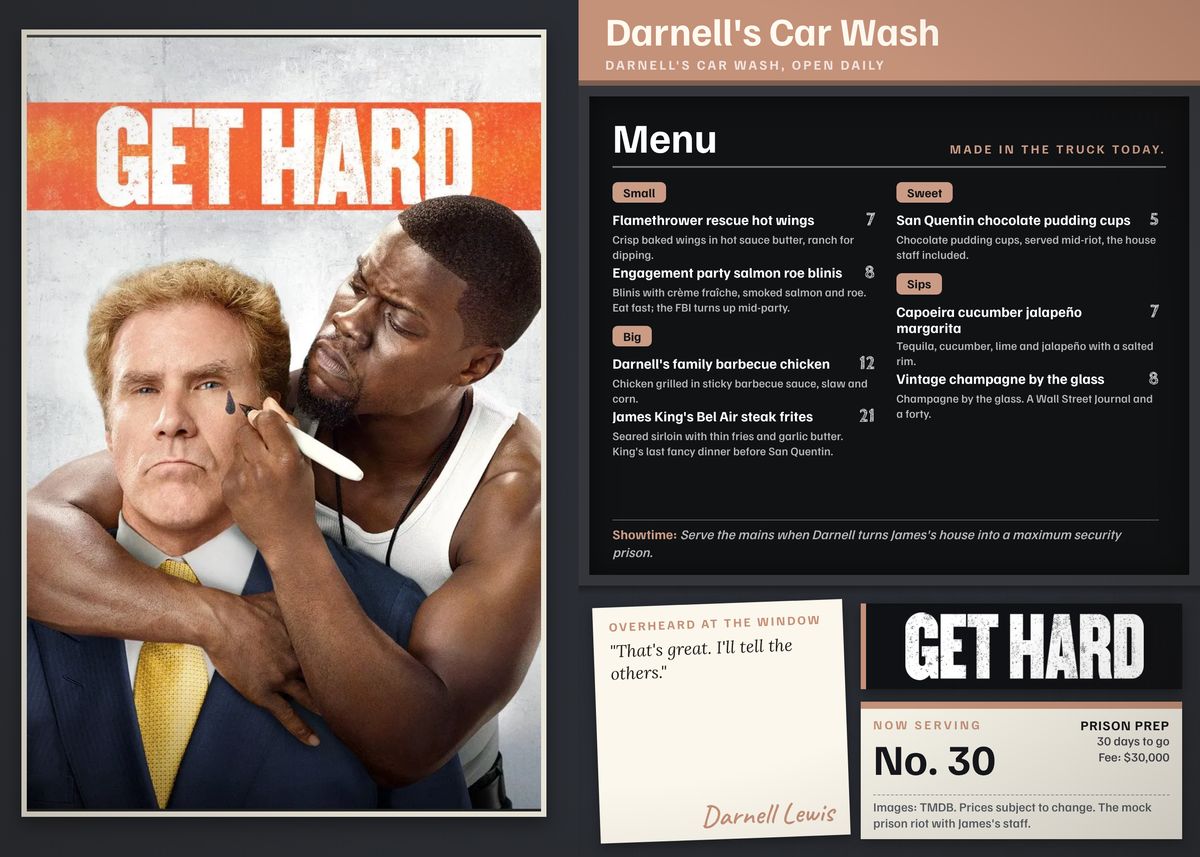 GET HARD
Darnell's Car Wash
DARNELL'S CAR WASH, OPEN DAILY
Menu
MADE IN THE TRUCK TODAY.
Small
Flamethrower rescue hot wings 7
Crisp baked wings in hot sauce butter, ranch for
dipping.
Engagement party salmon roe blinis 8
Blinis with crème fraîche, smoked salmon and roe.
Eat fast; the FBI turns up mid-party.
Big
Darnell's family barbecue chicken 12
Chicken grilled in sticky barbecue sauce, slaw and
corn.
James King's Bel Air steak frites 21
Seared sirloin with thin fries and garlic butter.
King's last fancy dinner before San Quentin.
Sweet
San Quentin chocolate pudding cups 5
Chocolate pudding cups, served mid-riot, the house
staff included.
Sips
Capoeira cucumber jalapeño 7
margarita
Tequila, cucumber, lime and jalapeño with a salted
rim.
Vintage champagne by the glass 8
Champagne by the glass. A Wall Street Journal and
a forty.
Showtime: Serve the mains when Darnell turns James's house into a maximum security
prison.
OVERHEARD AT THE WINDOW
"That's great. I'll tell the
others."
Darnell Lewis
GET HARD
NOW SERVING
No. 30
PRISON PREP
30 days to go
Fee: $30,000
Images: TMDB. Prices subject to change. The mock
prison riot with James's staff.